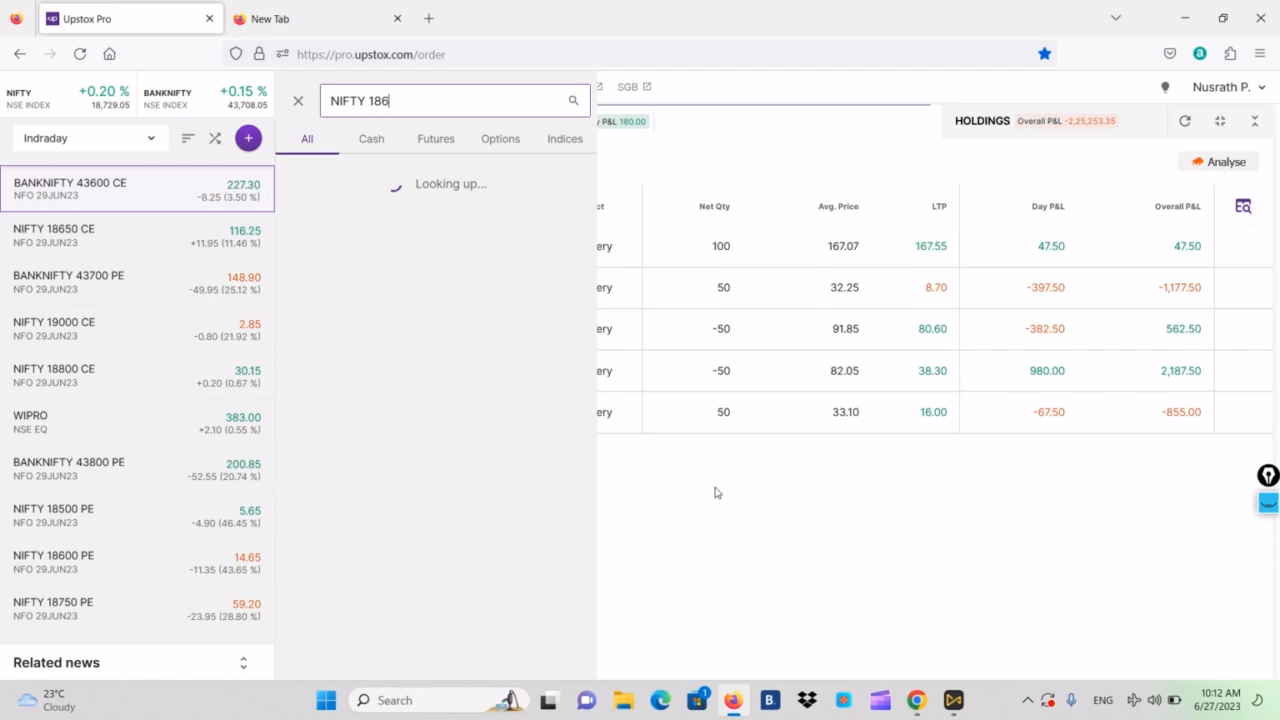 Upstox Pro
New Tab
https://pro.upstox.com/order
NIFTY
NSE INDEX
+0.20 %
18,729.05
BANKNIFTY
NSE INDEX
+0.15 %
43,708.05
Indraday
BANKNIFTY 43600 CE 227.30
NFO 29JUN23 -8.25 (3.50 %)
NIFTY 18650 CE 116.25
NFO 29JUN23 +11.95 (11.46 %)
BANKNIFTY 43700 PE 148.90
NFO 29JUN23 -49.95 (25.12 %)
NIFTY 19000 CE 2.85
NFO 29JUN23 -0.80 (21.92 %)
NIFTY 18800 CE 30.15
NFO 29JUN23 +0.20 (0.67 %)
WIPRO 383.00
NSE EQ +2.10 (0.55 %)
BANKNIFTY 43800 PE 200.85
NFO 29JUN23 -52.55 (20.74 %)
NIFTY 18500 PE 5.65
NFO 29JUN23 -4.90 (46.45 %)
NIFTY 18600 PE 14.65
NFO 29JUN23 -11.35 (43.65 %)
NIFTY 18750 PE 59.20
NFO 29JUN23 -23.95 (28.80 %)
Related news
NIFTY 186
All Cash Futures Options Indices
Looking up...
SGB
Nusrath P.
P&L 180.00
HOLDINGS Overall P&L -2,25,253.35
Analyse
ct Net Qty Avg. Price LTP Day P&L Overall P&L
ery 100 167.07 167.55 47.50 47.50
ery 50 32.25 8.70 -397.50 -1,177.50
ery -50 91.85 80.60 -382.50 562.50
ery -50 82.05 38.30 980.00 2,187.50
ery 50 33.10 16.00 -67.50 -855.00
23°C
Cloudy
Search
1
B.
ENG
10:12 AM
6/27/2023